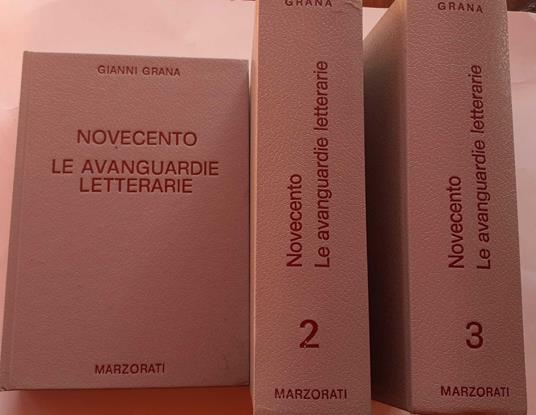 GIANNI GRANA
NOVECENTO
LE AVANGUARDIE
LETTERARIE
MARZORATI
GRANA
Novecento
Le avanguardie letterarie
2
MARZORATI
GRANA
Novecento
Le avanguardie letterarie
3
MARZORATI